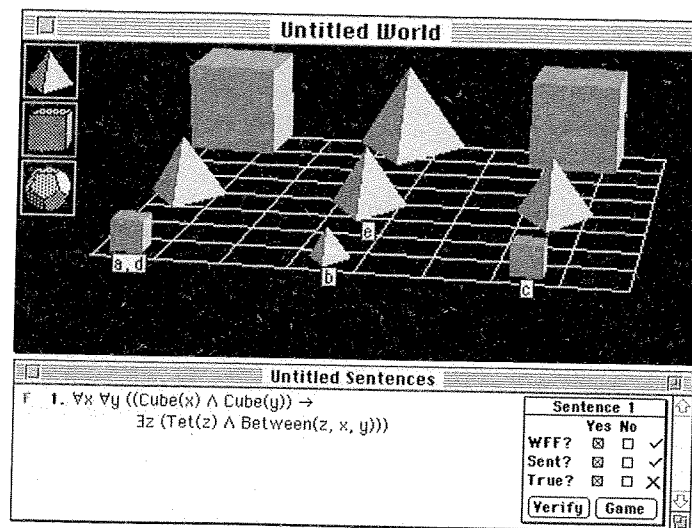 Untitled World
e
a, d
b
c
Untitled Sentences
F 1. ∀x ∀y ((Cube(x) ∧ Cube(y)) →
∃z (Tet(z) ∧ Between(z, x, y)))
Sentence 1
Yes No
WFF?
Sent?
True?
Verify Game